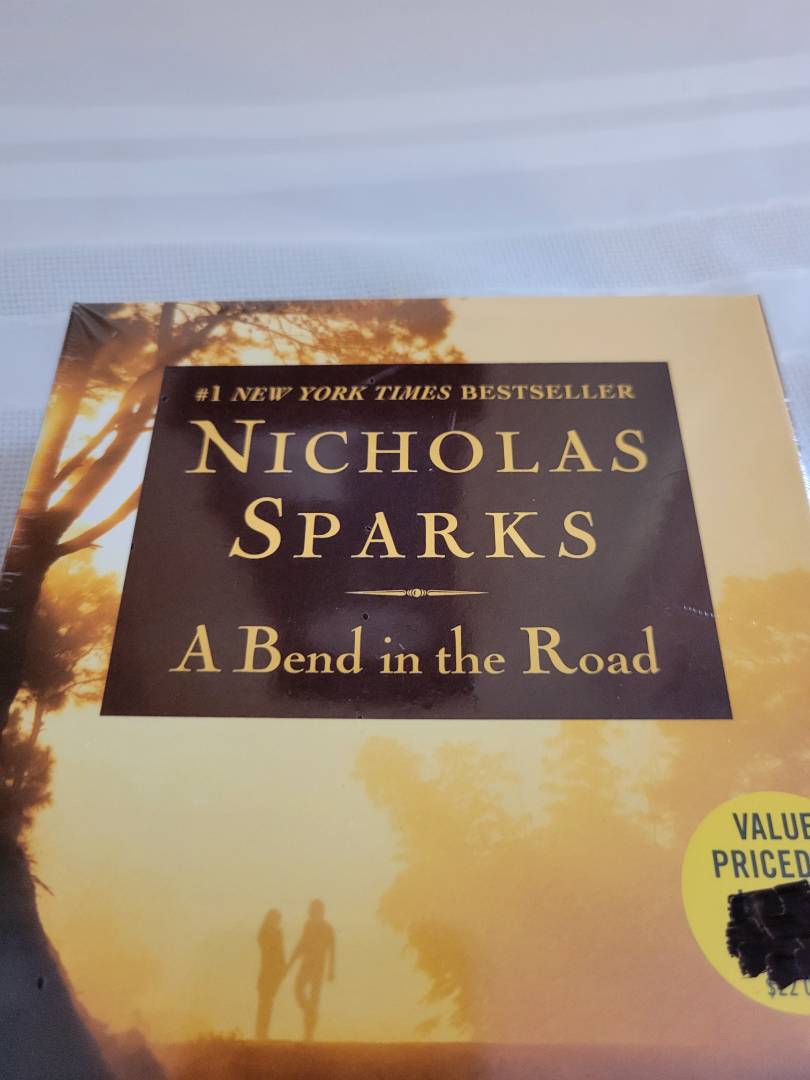 #1 NEW YORK TIMES BESTSELLER
NICHOLAS
SPARKS
A Bend in the Road
VALUE
PRICED